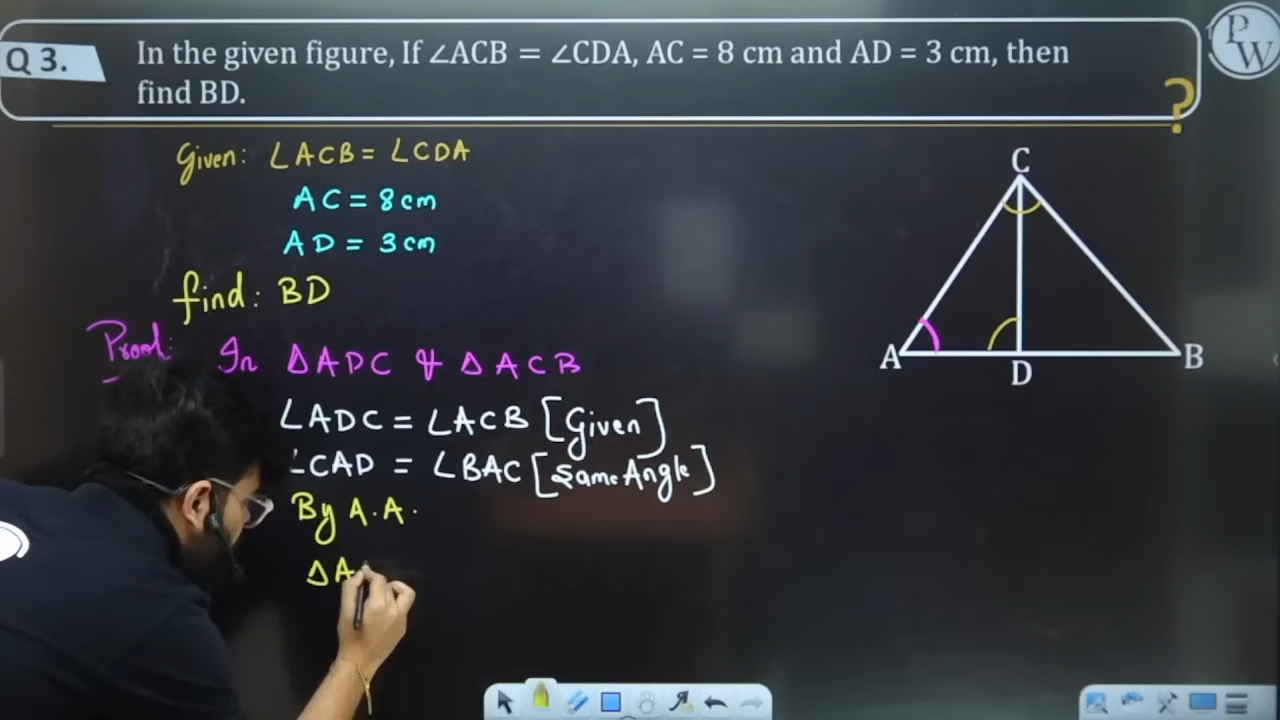 Q 3.
In the given figure, If ∠ACB = ∠CDA, AC = 8 cm and AD = 3 cm, then
find BD.
PW
?
Given: ∠ACB = ∠CDA
AC = 8 cm
AD = 3 cm
find: BD
Proof: In ΔADC & ΔACB
∠ADC = ∠ACB [Given]
∠CAD = ∠BAC [Same Angle]
By A.A.
ΔA
C
A
D
B